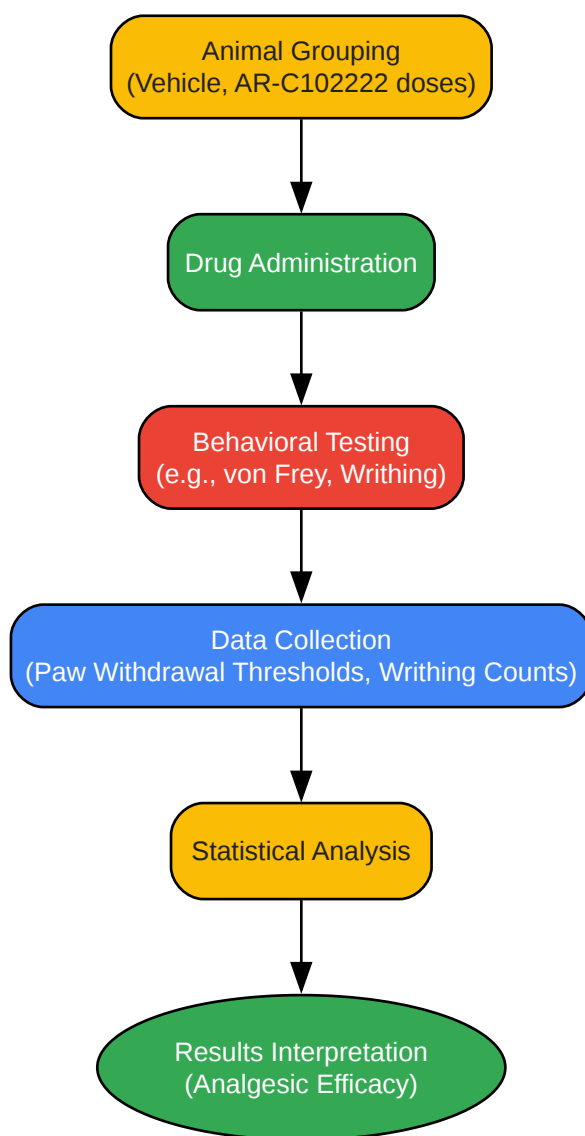 Animal Grouping
(Vehicle, AR-C102222 doses)
Drug Administration
Behavioral Testing
(e.g., von Frey, Writhing)
Data Collection
(Paw Withdrawal Thresholds, Writhing Counts)
Statistical Analysis
Results Interpretation
(Analgesic Efficacy)